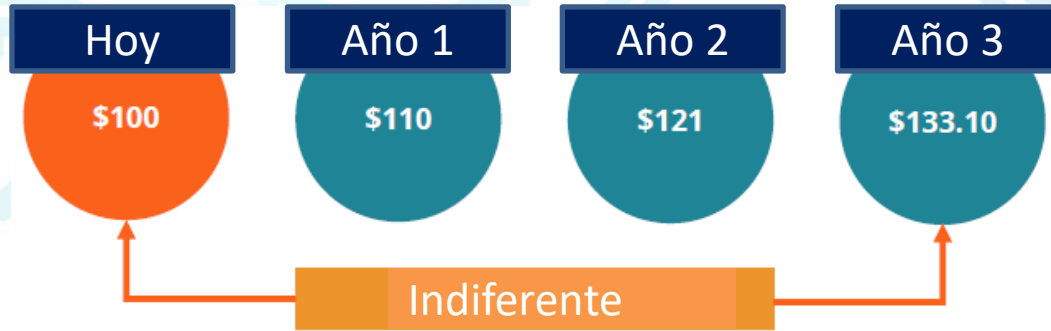 Hoy
Año 1
Año 2
Año 3
$100
$110
$121
$133.10
Indiferente